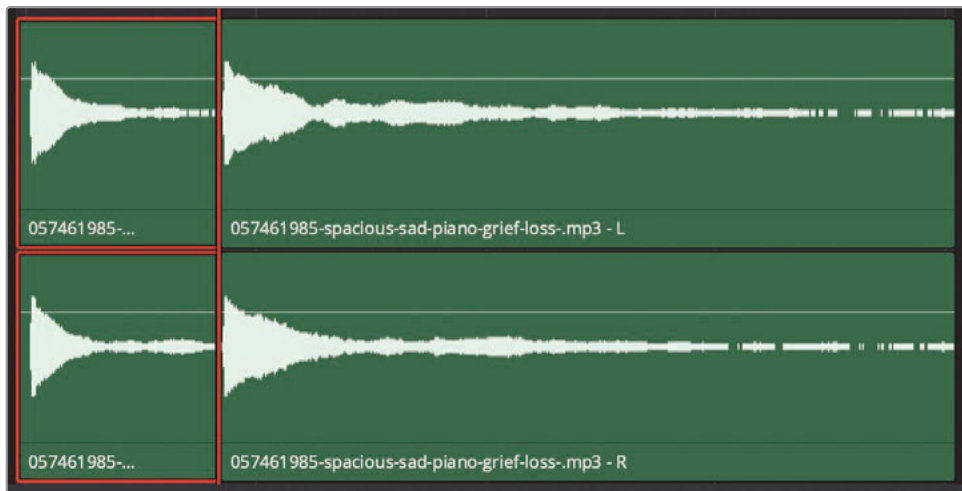 057461985-...
057461985-spacious-sad-piano-grief-loss-.mp3 - L
057461985-...
057461985-spacious-sad-piano-grief-loss-.mp3 - R